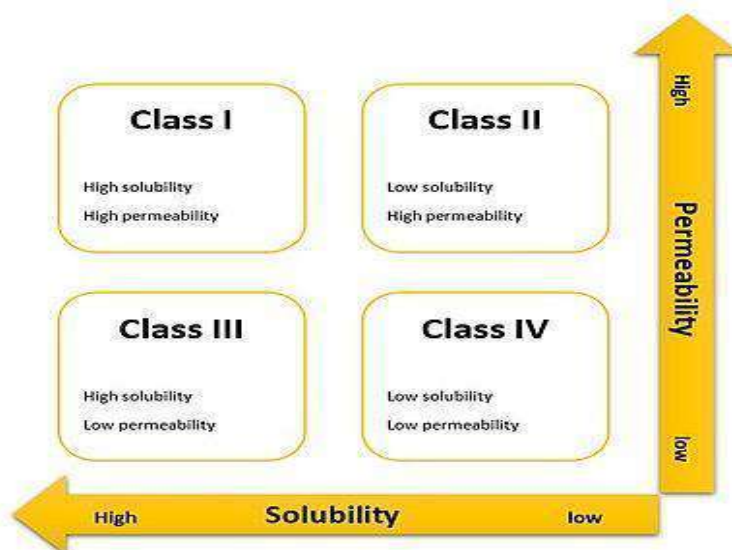 Class I
High solubility
High permeability
Class II
Low solubility
High permeability
Class III
High solubility
Low permeability
Class IV
Low solubility
Low permeability
High
Permeability
low
High Solubility low